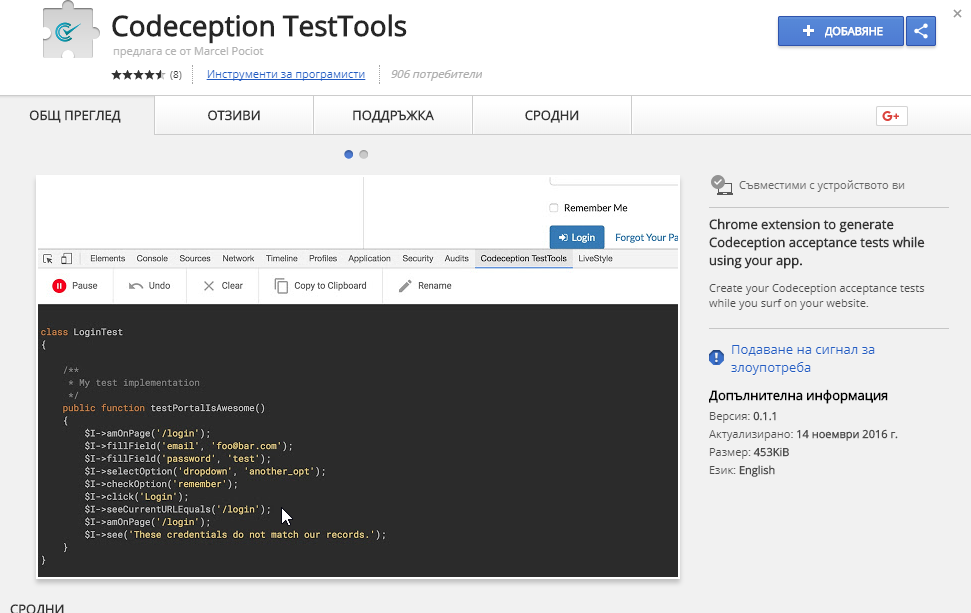 Codeception TestTools
предлага се от Marcel Pociot
(8)
Инструменти за програмисти
906 потребители
ДОБАВЯНЕ
ОБЩ ПРЕГЛЕД
ОТЗИВИ
ПОДДРЪЖКА
СРОДНИ
G+
Remember Me
Login Forgot Your Pa
Elements Console Sources Network Timeline Profiles Application Security Audits Codeception TestTools LiveStyle
Pause Undo Clear Copy to Clipboard Rename
class LoginTest
{
/**
* My test implementation
*/
public function testPortalIsAwesome()
{
$I->amOnPage('/login');
$I->fillField('email', 'foo@bar.com');
$I->fillField('password', 'test');
$I->selectOption('dropdown', 'another_opt');
$I->checkOption('remember');
$I->click('Login');
$I->seeCurrentURLEquals('/login');
$I->amOnPage('/login');
$I->see('These credentials do not match our records.');
}
}
Съвместими с устройството ви
Chrome extension to generate
Codeception acceptance tests while
using your app.
Create your Codeception acceptance tests
while you surf on your website.
Подаване на сигнал за
злоупотреба
Допълнителна информация
Версия: 0.1.1
Актуализирано: 14 ноември 2016 г.
Размер: 453KiB
Език: English
СРОДНИ